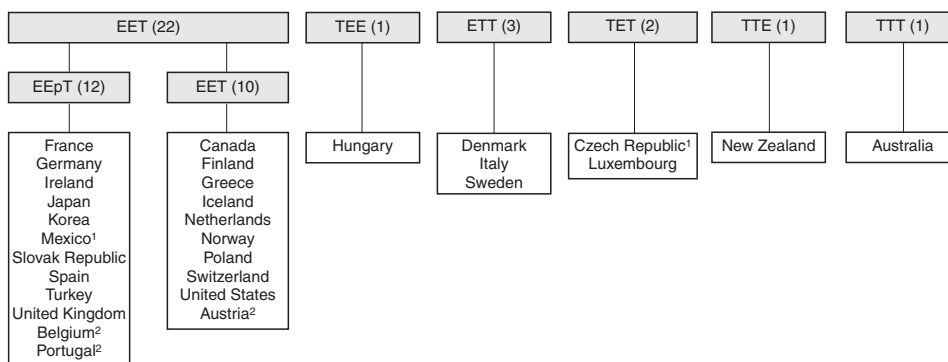 EET (22)
TEE (1)
ETT (3)
TET (2)
TTE (1)
TTT (1)
EEpT (12)
EET (10)
France
Germany
Ireland
Japan
Korea
Mexico¹
Slovak Republic
Spain
Turkey
United Kingdom
Belgium²
Portugal²
Canada
Finland
Greece
Iceland
Netherlands
Norway
Poland
Switzerland
United States
Austria²
Hungary
Denmark
Italy
Sweden
Czech Republic¹
Luxembourg
New Zealand
Australia